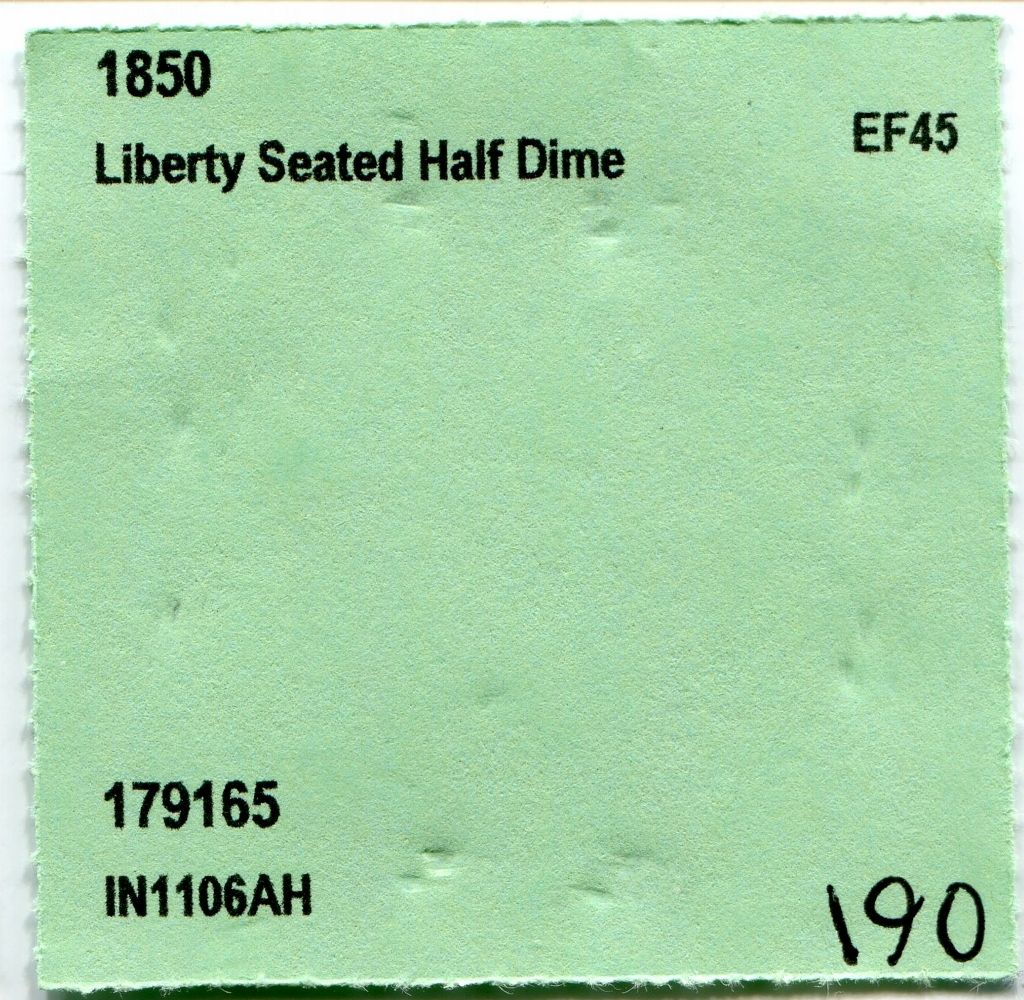 1850
EF45
Liberty Seated Half Dime
179165
IN1106AH
190